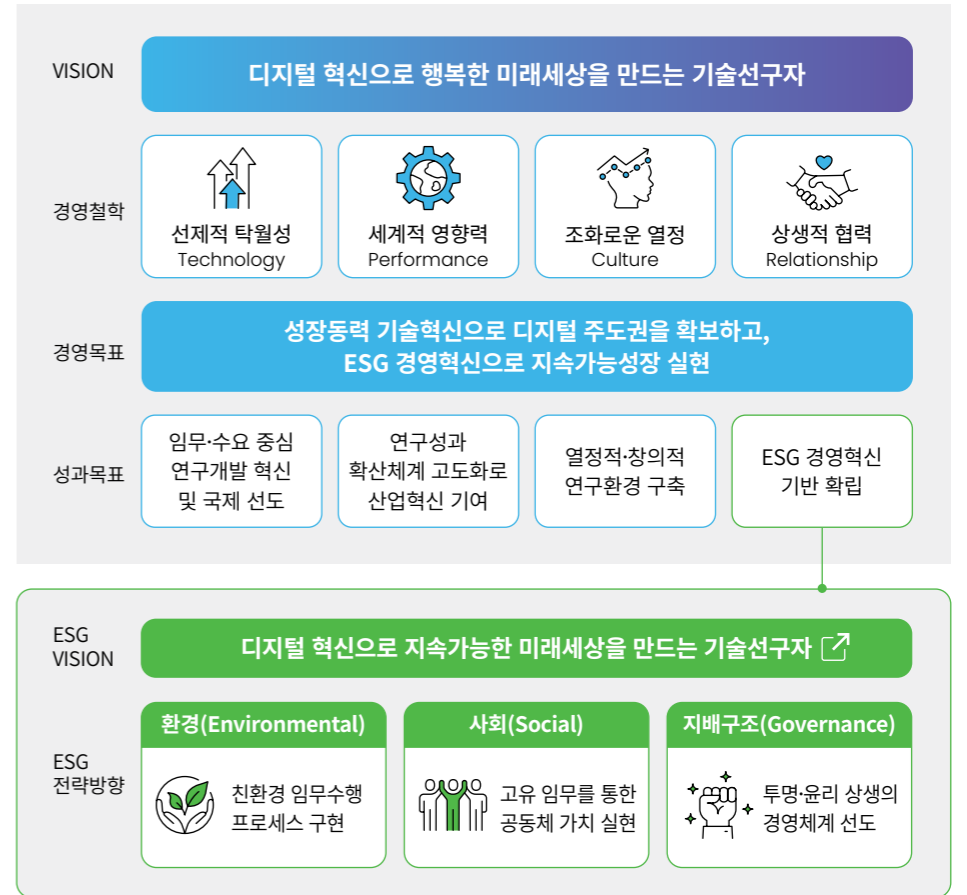 VISION
디지털 혁신으로 행복한 미래세상을 만드는 기술선구자
경영철학
선제적 탁월성
Technology
세계적 영향력
Performance
조화로운 열정
Culture
상생적 협력
Relationship
경영목표
성장동력 기술혁신으로 디지털 주도권을 확보하고,
ESG 경영혁신으로 지속가능성장 실현
성과목표
임무·수요 중심
연구개발 혁신
및 국제 선도
연구성과
확산체계 고도화로
산업혁신 기여
열정적·창의적
연구환경 구축
ESG 경영혁신
기반 확립
ESG
VISION
디지털 혁신으로 지속가능한 미래세상을 만드는 기술선구자
ESG
전략방향
환경(Environmental)
친환경 임무수행
프로세스 구현
사회(Social)
고유 임무를 통한
공동체 가치 실현
지배구조(Governance)
투명·윤리 상생의
경영체계 선도